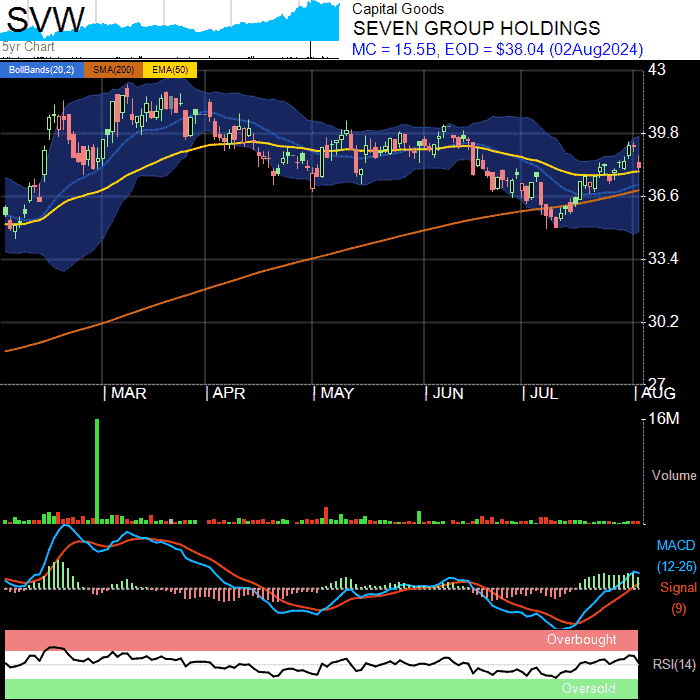 SVW
5yr Chart
Capital Goods
SEVEN GROUP HOLDINGS
MC = 15.5B, EOD = $38.04 (02Aug2024)
BollBands(20,2) SMA(200) EMA(50)
43
39.8
36.6
33.4
30.2
27
MAR APR MAY JUN JUL AUG
16M
Volume
MACD
(12-26)
Signal
(9)
Overbought
RSI(14)
Oversold